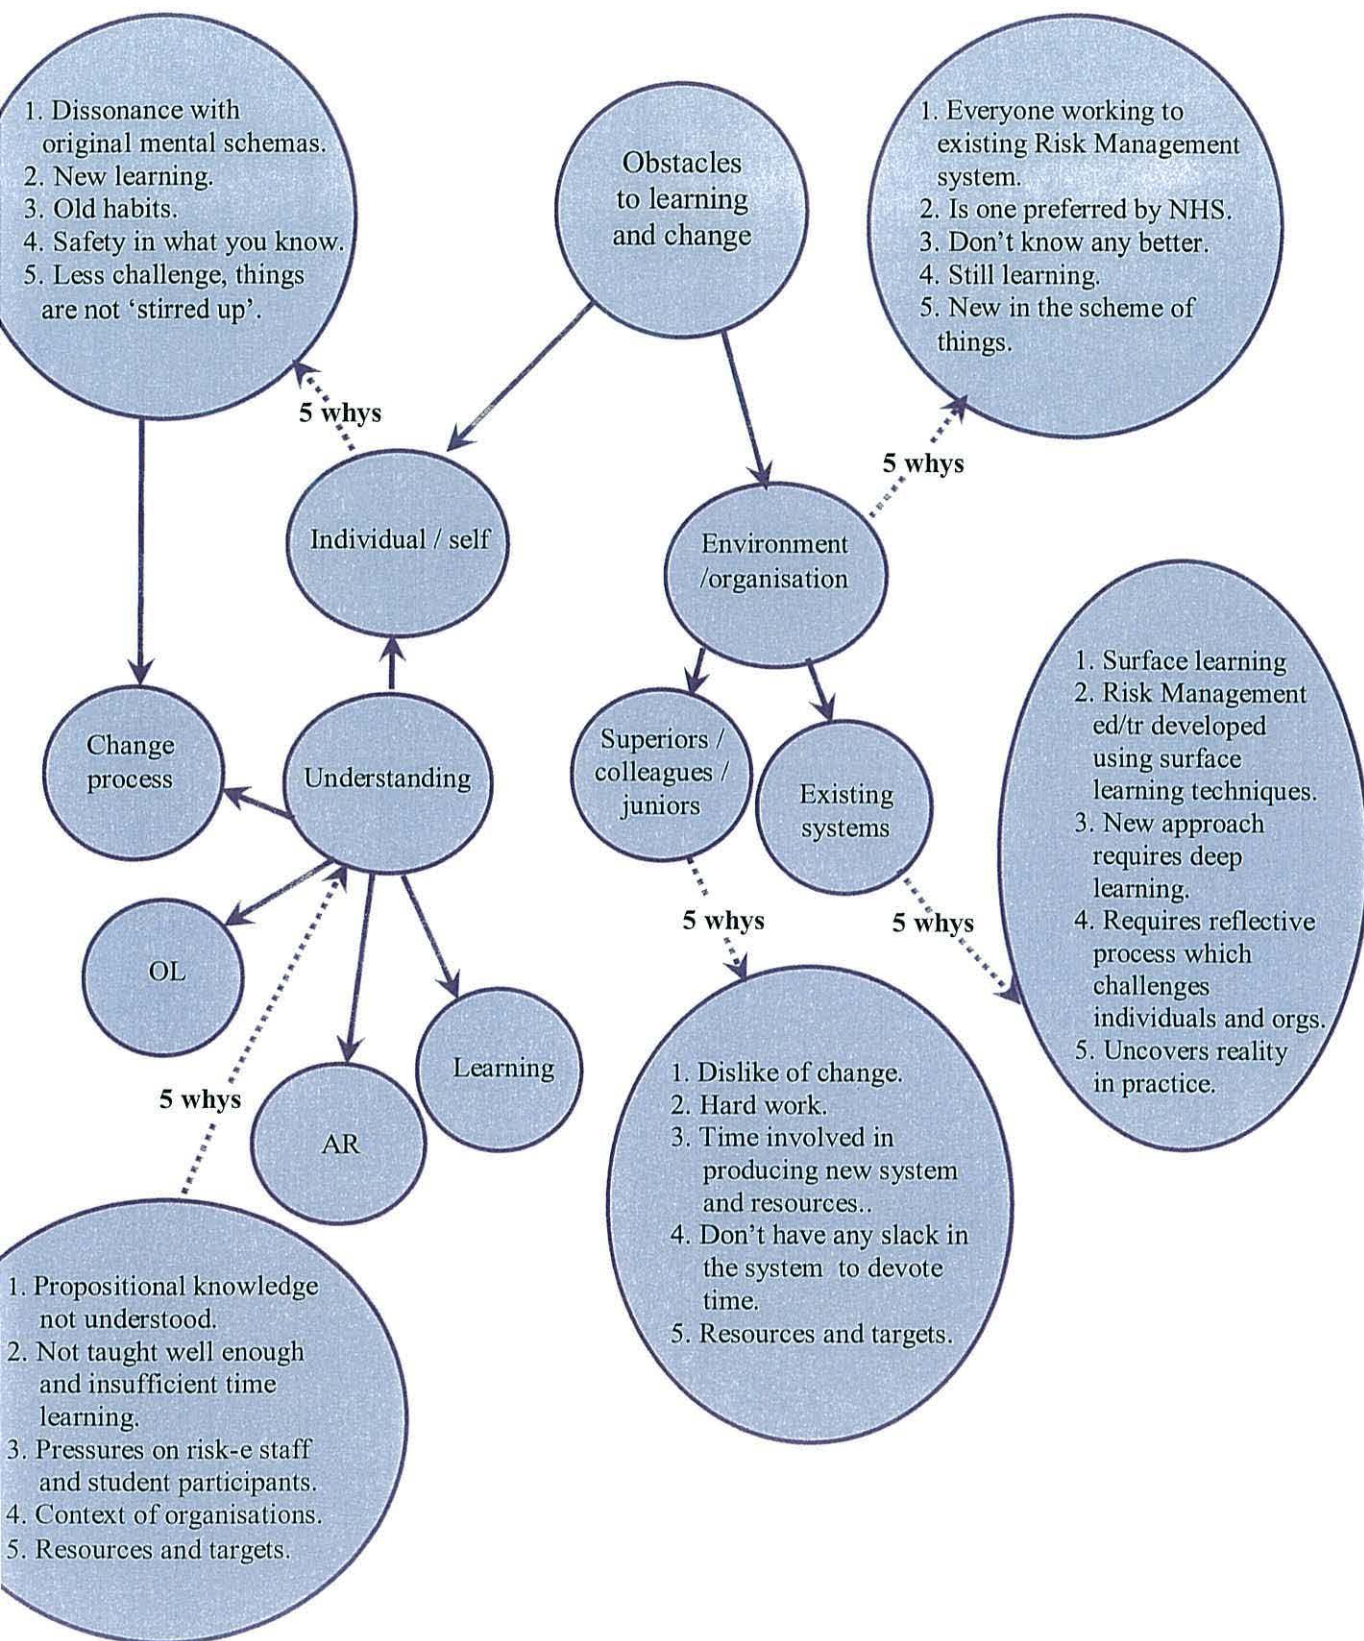 1. Dissonance with
original mental schemas.
2. New learning.
3. Old habits.
4. Safety in what you know.
5. Less challenge, things
are not ‘stirred up’.
Obstacles
to learning
and change
1. Everyone working to
existing Risk Management
system.
2. Is one preferred by NHS.
3. Don’t know any better.
4. Still learning.
5. New in the scheme of
things.
5 whys
5 whys
Individual / self
Environment
/organisation
Change
process
Understanding
Superiors /
colleagues /
juniors
Existing
systems
1. Surface learning
2. Risk Management
ed/tr developed
using surface
learning techniques.
3. New approach
requires deep
learning.
4. Requires reflective
process which
challenges
individuals and orgs.
5. Uncovers reality
in practice.
5 whys
5 whys
OL
Learning
AR
5 whys
1. Dislike of change.
2. Hard work.
3. Time involved in
producing new system
and resources..
4. Don’t have any slack in
the system to devote
time.
5. Resources and targets.
1. Propositional knowledge
not understood.
2. Not taught well enough
and insufficient time
learning.
3. Pressures on risk-e staff
and student participants.
4. Context of organisations.
5. Resources and targets.